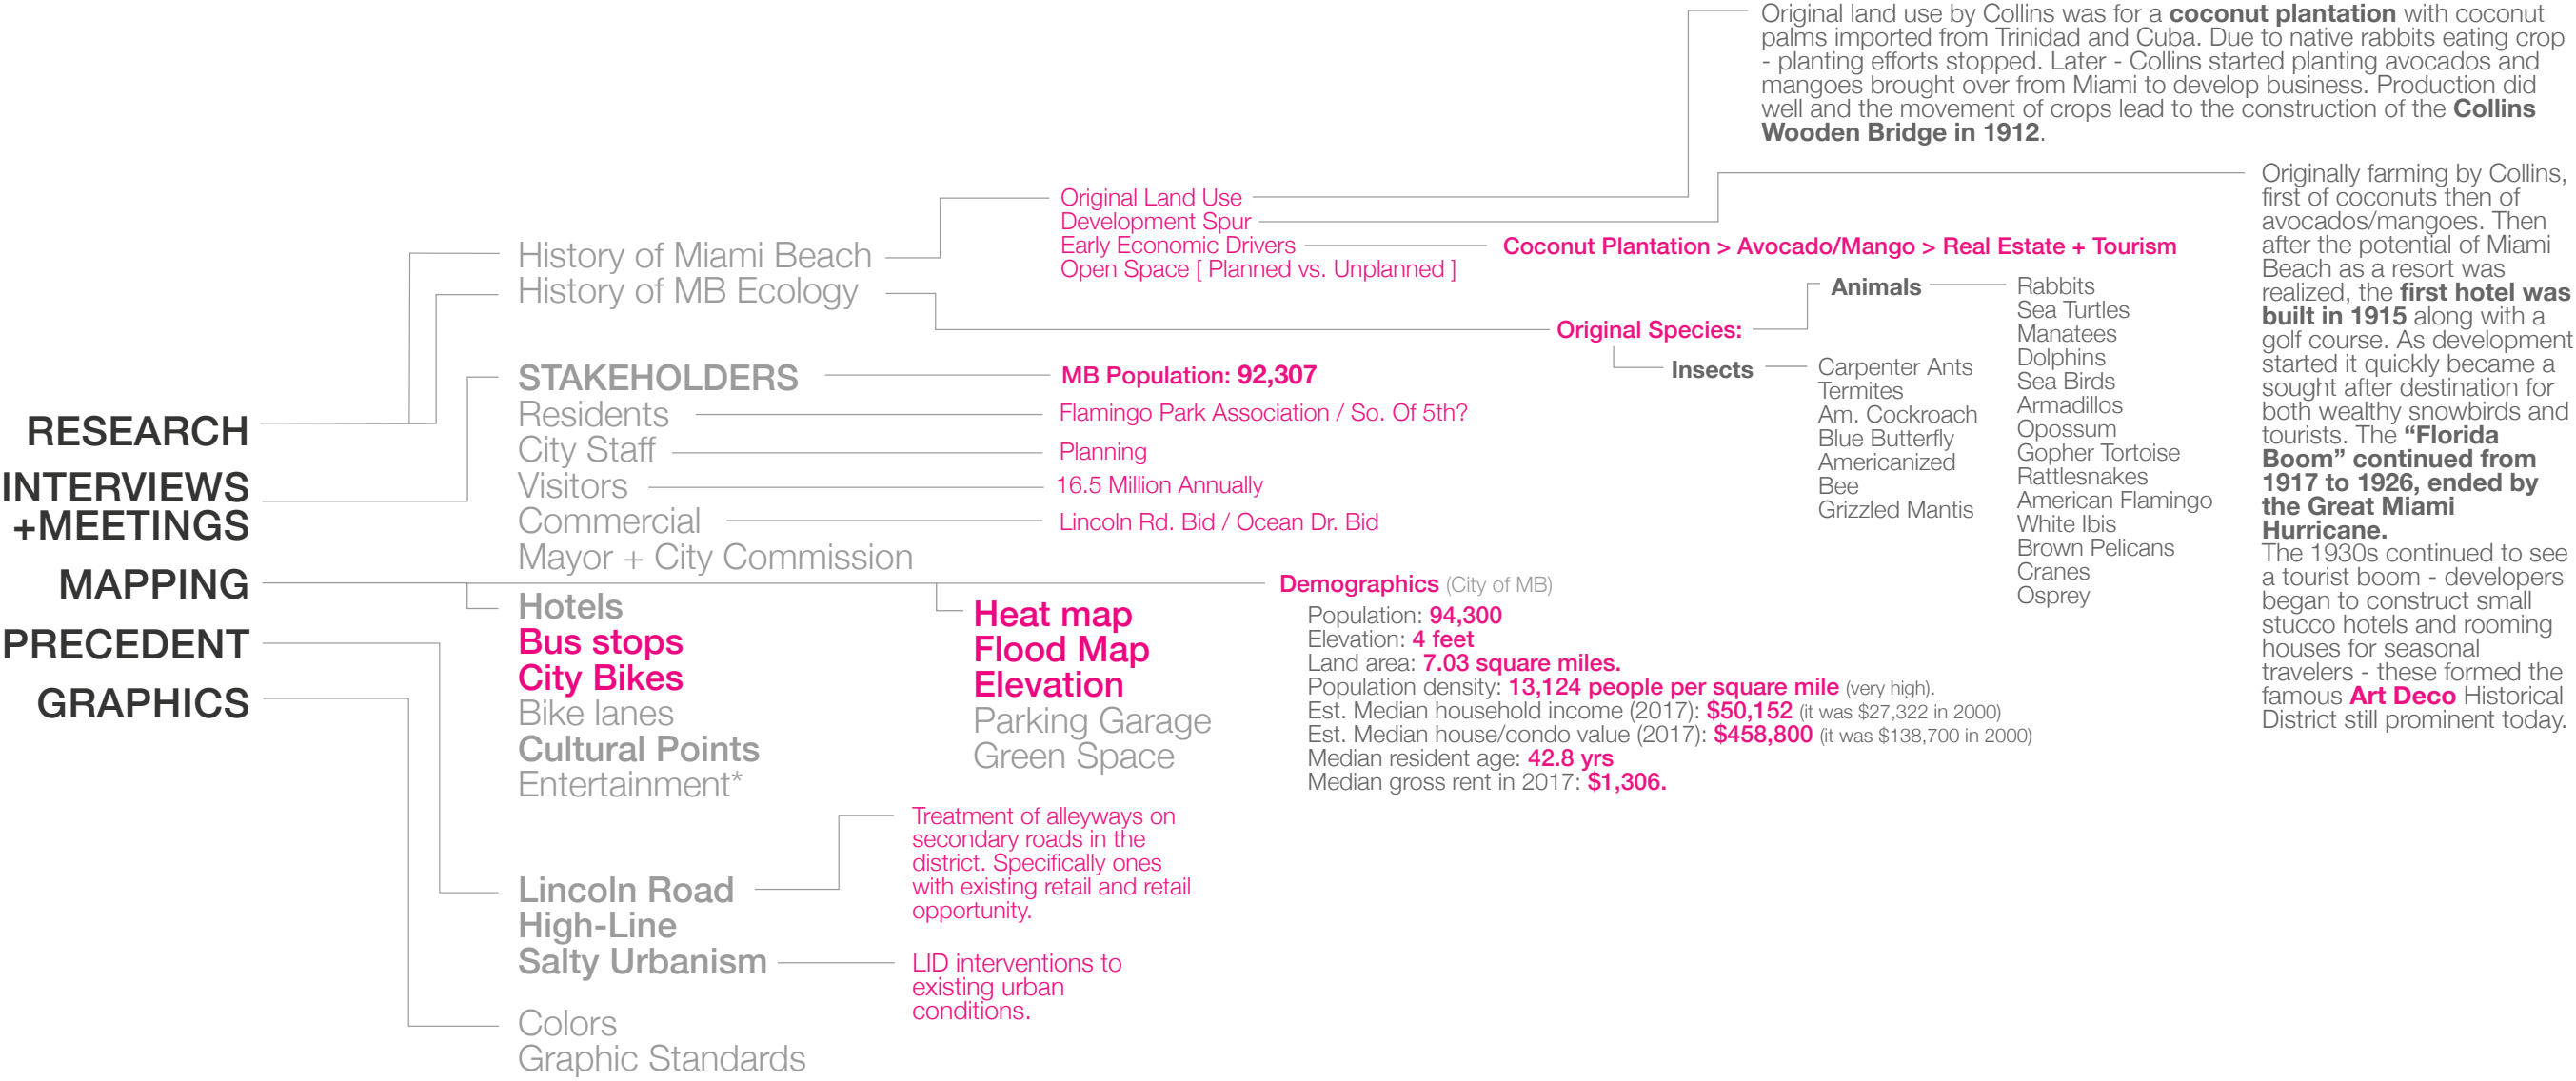 RESEARCH
INTERVIEWS
+MEETINGS
MAPPING
PRECEDENT
GRAPHICS
History of Miami Beach
History of MB Ecology
Original Land Use
Development Spur
Early Economic Drivers
Open Space [ Planned vs. Unplanned ]
Original land use by Collins was for a coconut plantation with coconut
palms imported from Trinidad and Cuba. Due to native rabbits eating crop
- planting efforts stopped. Later - Collins started planting avocados and
mangoes brought over from Miami to develop business. Production did
well and the movement of crops lead to the construction of the Collins
Wooden Bridge in 1912.
Originally farming by Collins,
first of coconuts then of
avocados/mangoes. Then
after the potential of Miami
Beach as a resort was
realized, the first hotel was
built in 1915 along with a
golf course. As development
started it quickly became a
sought after destination for
both wealthy snowbirds and
tourists. The “Florida
Boom” continued from
1917 to 1926, ended by
the Great Miami
Hurricane.
The 1930s continued to see
a tourist boom - developers
began to construct small
stucco hotels and rooming
houses for seasonal
travelers - these formed the
famous Art Deco Historical
District still prominent today.
Coconut Plantation > Avocado/Mango > Real Estate + Tourism
Original Species:
Animals
Rabbits
Sea Turtles
Manatees
Dolphins
Sea Birds
Armadillos
Opossum
Gopher Tortoise
Rattlesnakes
American Flamingo
White Ibis
Brown Pelicans
Cranes
Osprey
Insects
Carpenter Ants
Termites
Am. Cockroach
Blue Butterfly
Americanized
Bee
Grizzled Mantis
STAKEHOLDERS
MB Population: 92,307
Residents
Flamingo Park Association / So. Of 5th?
City Staff
Planning
Visitors
16.5 Million Annually
Commercial
Lincoln Rd. Bid / Ocean Dr. Bid
Mayor + City Commission
Hotels
Bus stops
City Bikes
Bike lanes
Cultural Points
Entertainment*
Heat map
Flood Map
Elevation
Parking Garage
Green Space
Demographics (City of MB)
Population: 94,300
Elevation: 4 feet
Land area: 7.03 square miles.
Population density: 13,124 people per square mile (very high).
Est. Median household income (2017): $50,152 (it was $27,322 in 2000)
Est. Median house/condo value (2017): $458,800 (it was $138,700 in 2000)
Median resident age: 42.8 yrs
Median gross rent in 2017: $1,306.
Lincoln Road
High-Line
Salty Urbanism
Treatment of alleyways on
secondary roads in the
district. Specifically ones
with existing retail and retail
opportunity.
LID interventions to
existing urban
conditions.
Colors
Graphic Standards